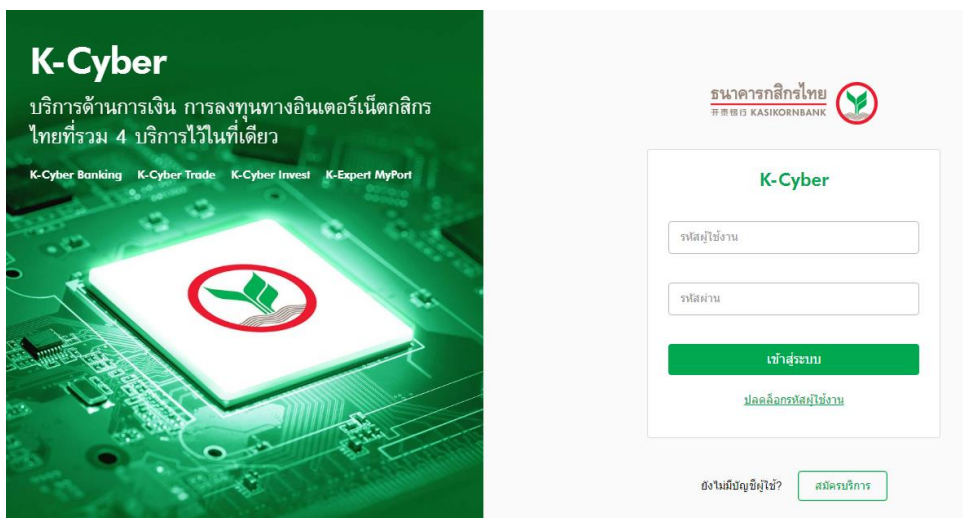 K-Cyber
บริการด้านการเงิน การลงทุนทางอินเตอร์เน็ตกสิกร
ไทยที่รวม 4 บริการไว้ในที่เดียว
K-Cyber Banking K-Cyber Trade K-Cyber Invest K-Expert MyPort
ธนาคารกสิกรไทย
开泰银行 KASIKORNBANK
K-Cyber
รหัสผู้ใช้งาน
รหัสผ่าน
เข้าสู่ระบบ
ปลดล็อกรหัสผู้ใช้งาน
ยังไม่มีบัญชีผู้ใช้? สมัครบริการ